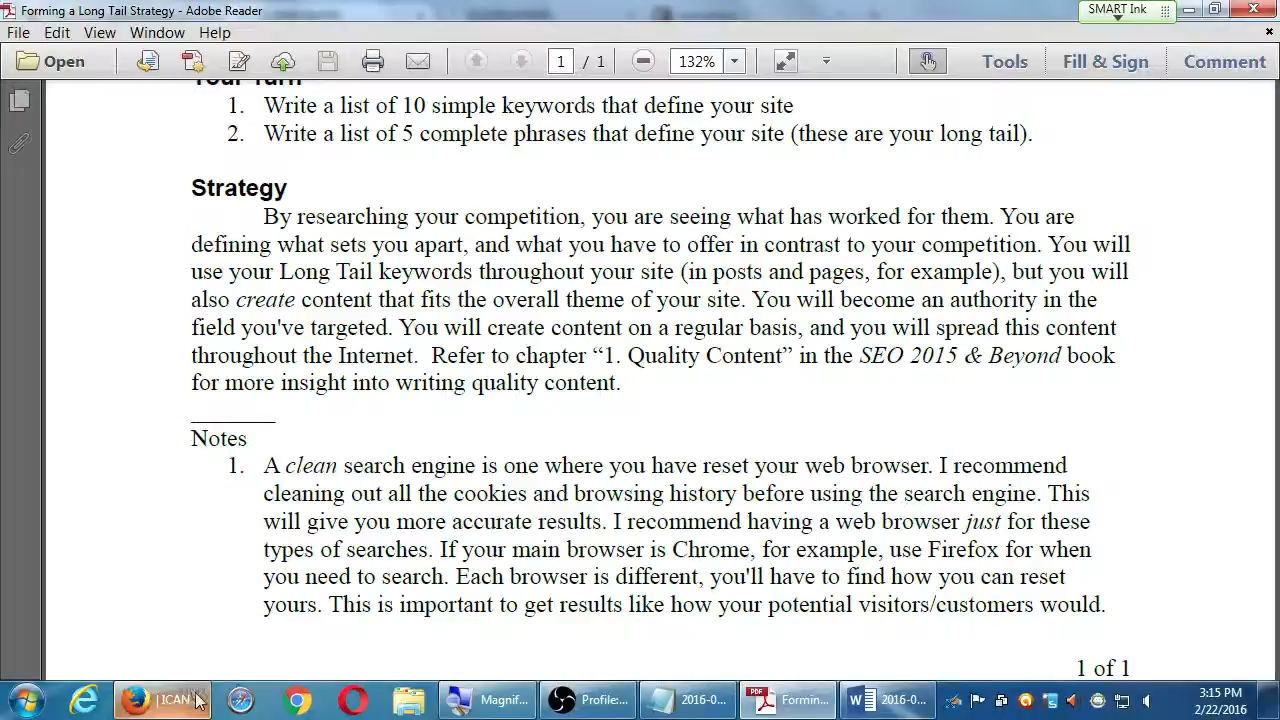 Forming a Long Tail Strategy - Adobe Reader
SMART Ink
File Edit View Window Help
Open 1 / 1 132% Tools Fill & Sign Comment
Your Turn
1. Write a list of 10 simple keywords that define your site
2. Write a list of 5 complete phrases that define your site (these are your long tail).
Strategy
By researching your competition, you are seeing what has worked for them. You are
defining what sets you apart, and what you have to offer in contrast to your competition. You will
use your Long Tail keywords throughout your site (in posts and pages, for example), but you will
also create content that fits the overall theme of your site. You will become an authority in the
field you've targeted. You will create content on a regular basis, and you will spread this content
throughout the Internet. Refer to chapter “1. Quality Content” in the SEO 2015 & Beyond book
for more insight into writing quality content.
Notes
1. A clean search engine is one where you have reset your web browser. I recommend
cleaning out all the cookies and browsing history before using the search engine. This
will give you more accurate results. I recommend having a web browser just for these
types of searches. If your main browser is Chrome, for example, use Firefox for when
you need to search. Each browser is different, you'll have to find how you can reset
yours. This is important to get results like how your potential visitors/customers would.
1 of 1
| ICAN Magnif... Profile:... 2016-0... Formin... 2016-0... 3:15 PM
2/22/2016